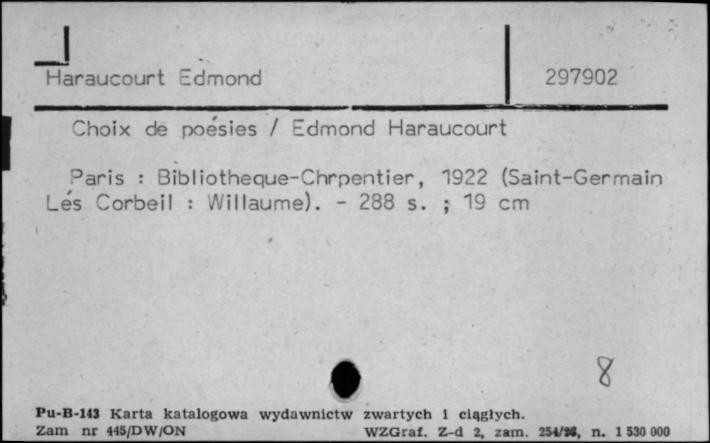 Haraucourt Edmond 297902
Choix de poésies / Edmond Haraucourt
Paris : Bibliotheque-Chrpentier, 1922 (Saint-Germain
Lés Corbeil : Willaume). - 288 s. ; 19 cm
8
Pu-B-143 Karta katalogowa wydawnictw zwartych i ciągłych.
Zam nr 445/DW/ON WZGraf. Z-d 2, zam. n. 1 530 000